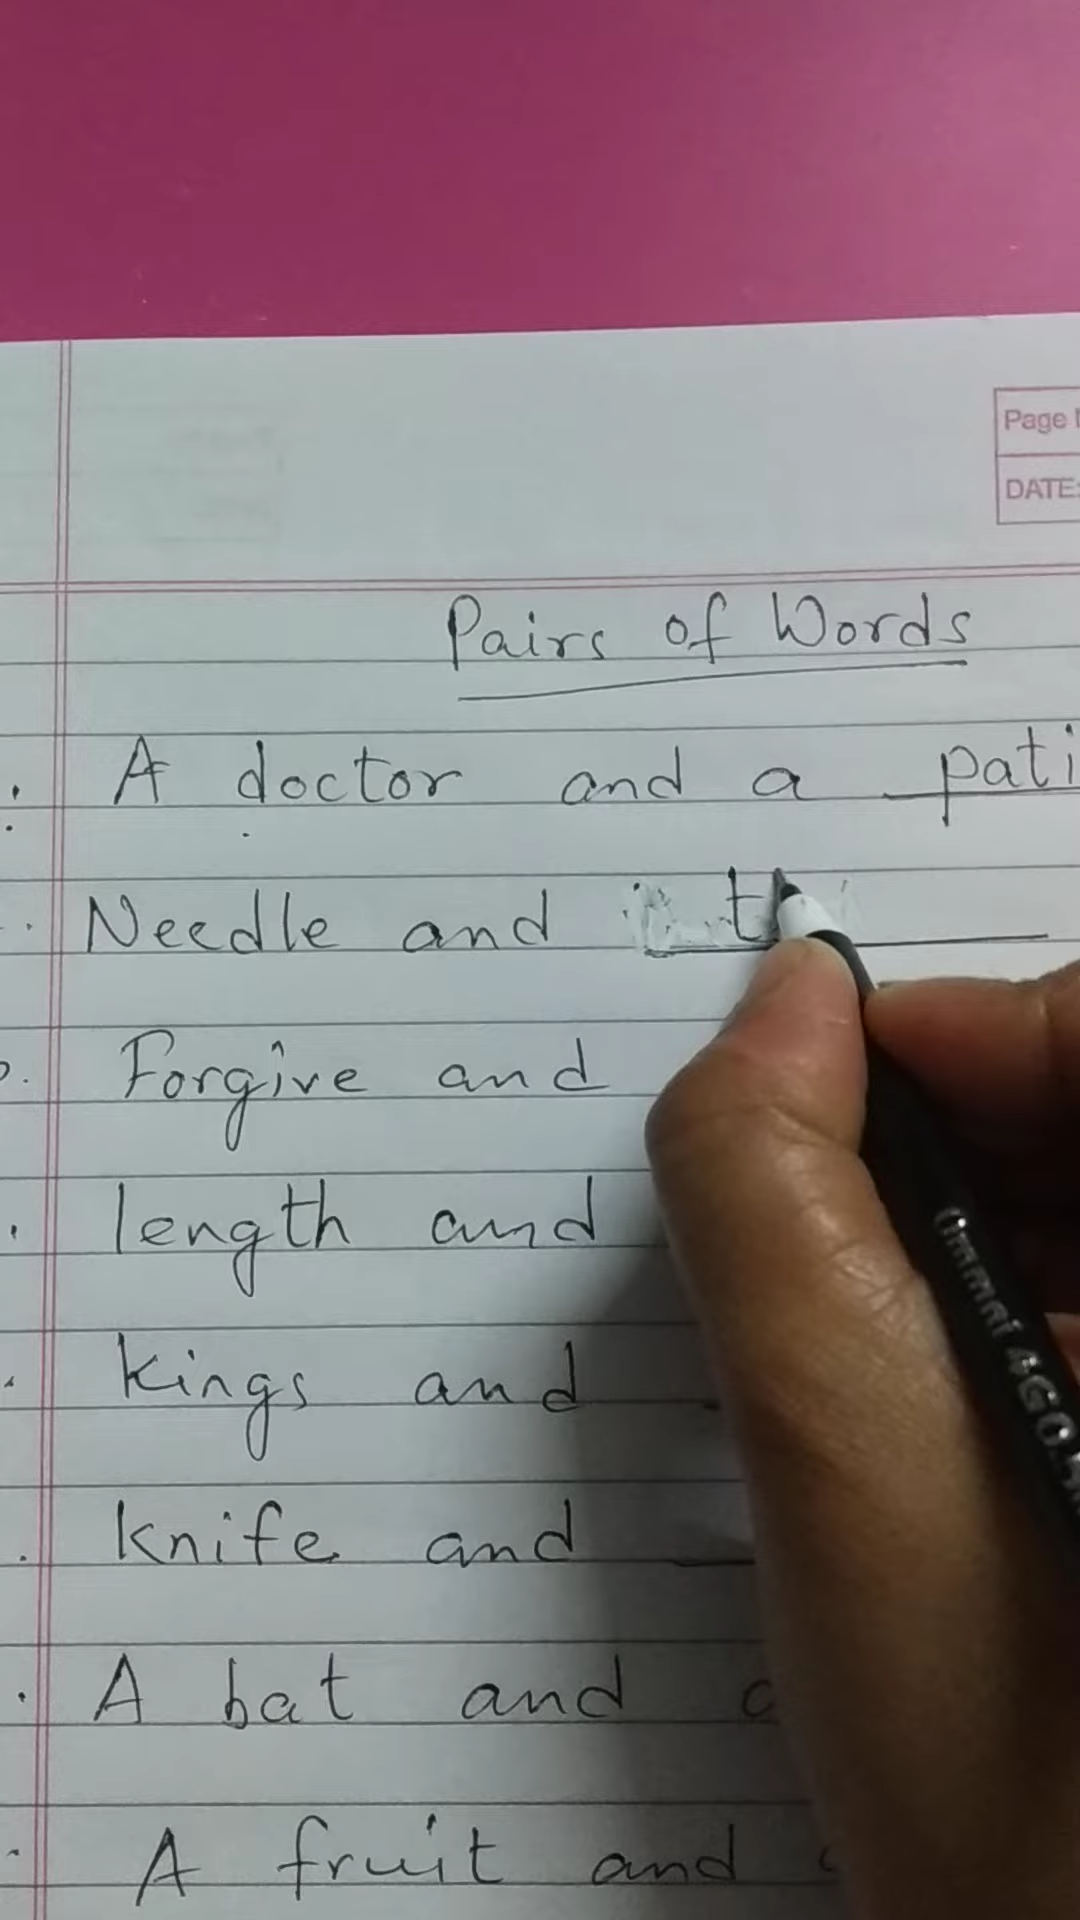 Page
DATE:
Pairs of Words
A doctor and a pati
Needle and t
Forgive and
length and
kings and
knife and
A bat and
A fruit and